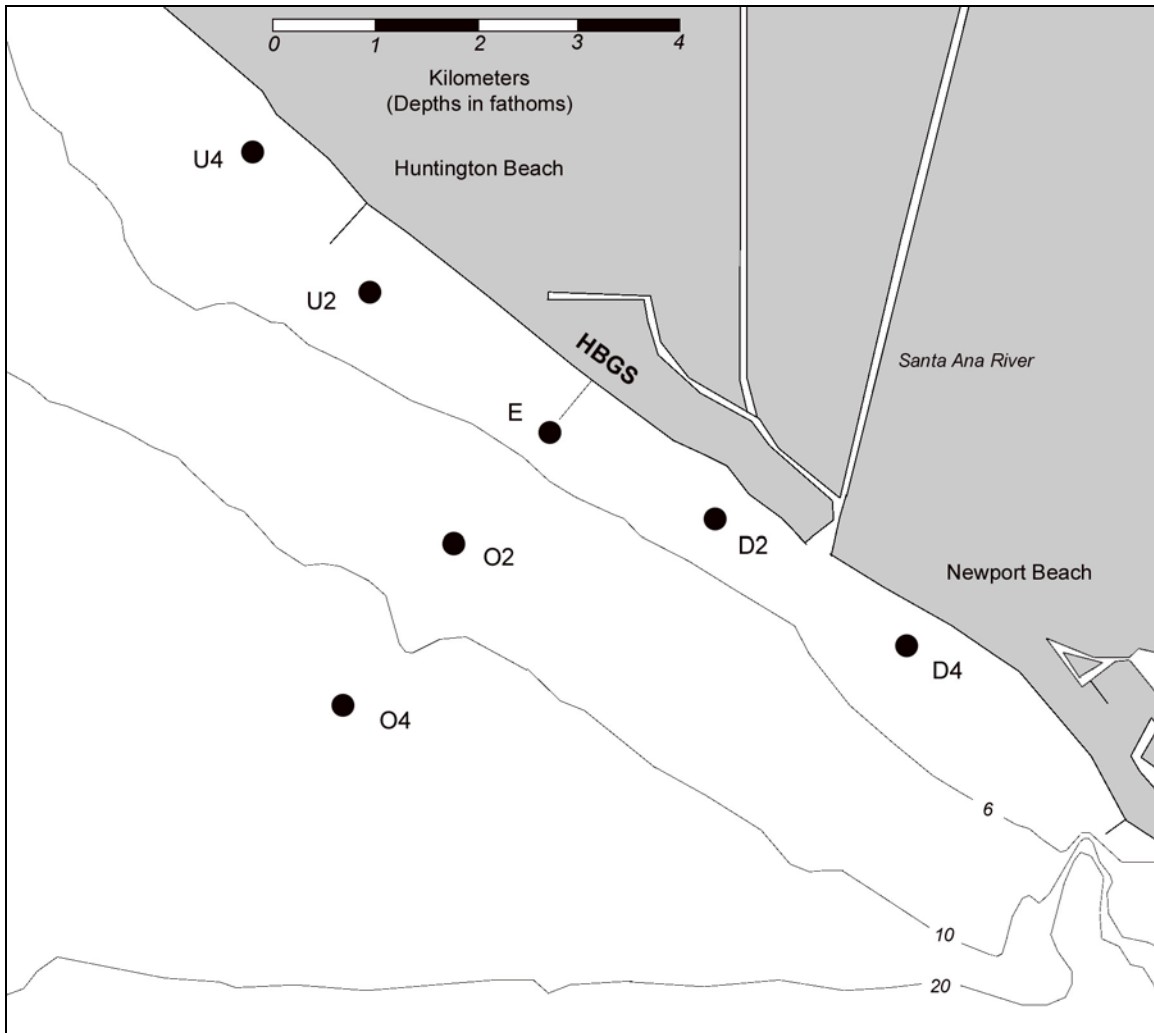 0 1 2 3 4
Kilometers
(Depths in fathoms)
Huntington Beach
U4
U2
HBGS
Santa Ana River
E
D2
O2
Newport Beach
D4
O4
6
10
20